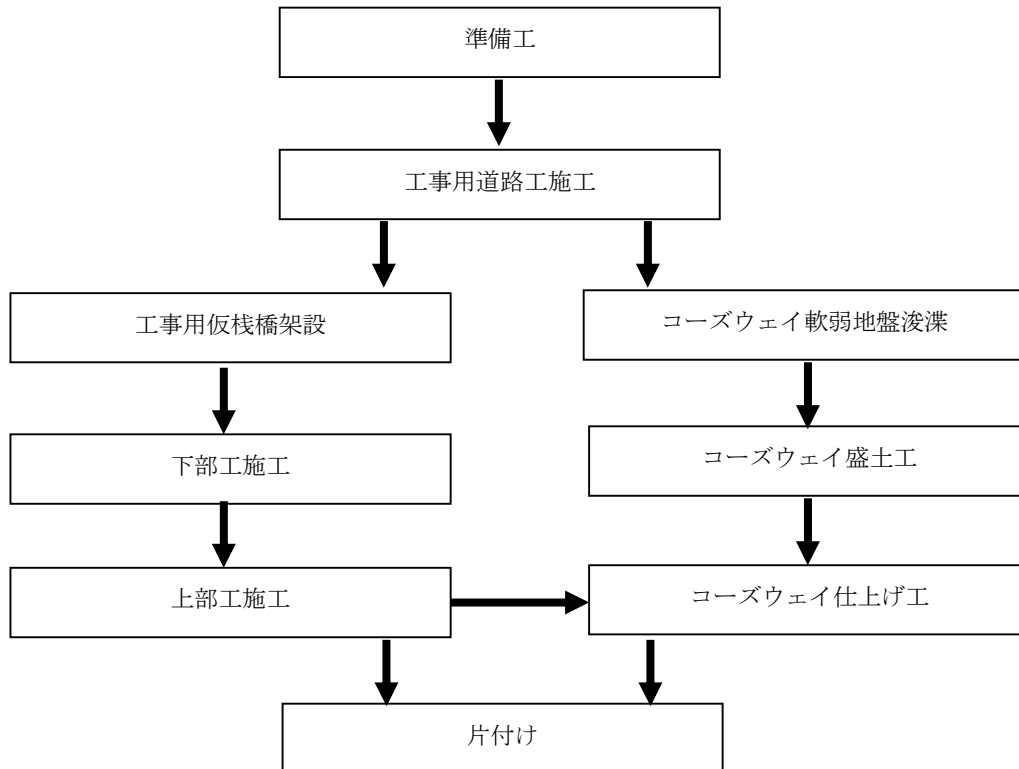 準備工
工事用道路工施工
工事用仮桟橋架設
コーズウェイ軟弱地盤浚渫
下部工施工
コーズウェイ盛土工
上部工施工
コーズウェイ仕上げ工
片付け